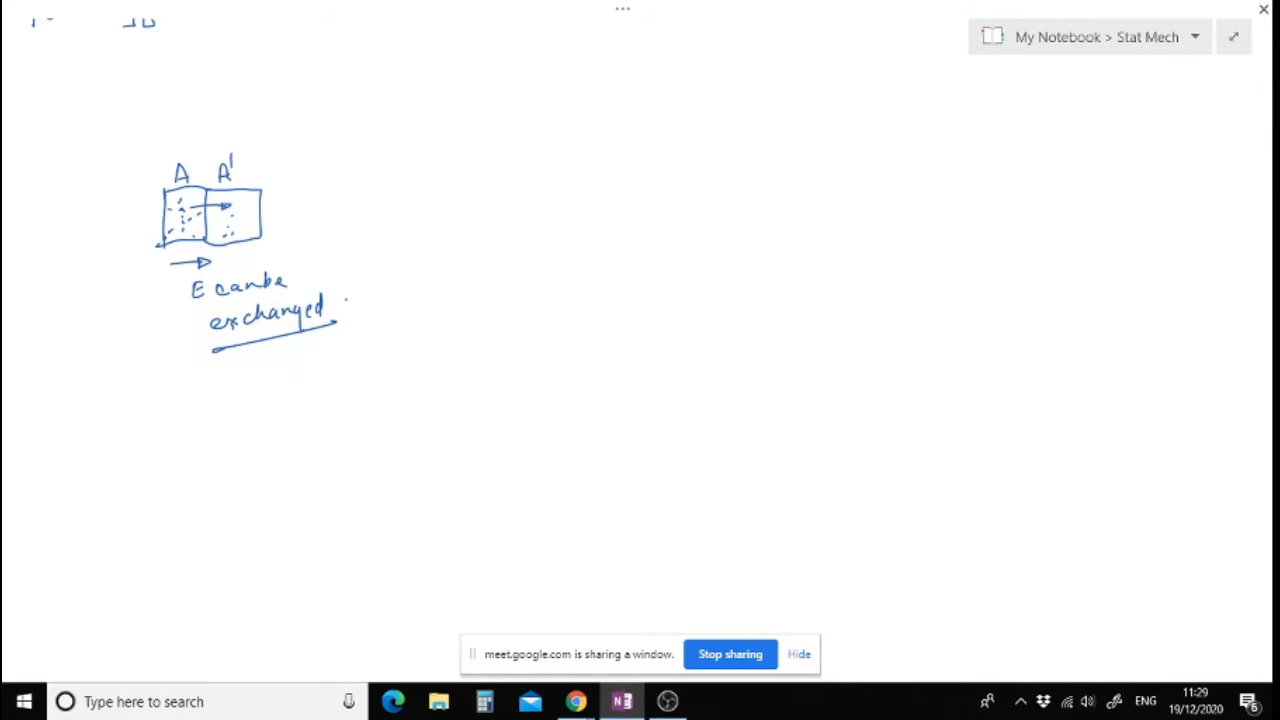 My Notebook > Stat Mech
A A'
E can be
exchanged
meet.google.com is sharing a window. Stop sharing Hide
Type here to search
ENG
11:29
19/12/2020
6